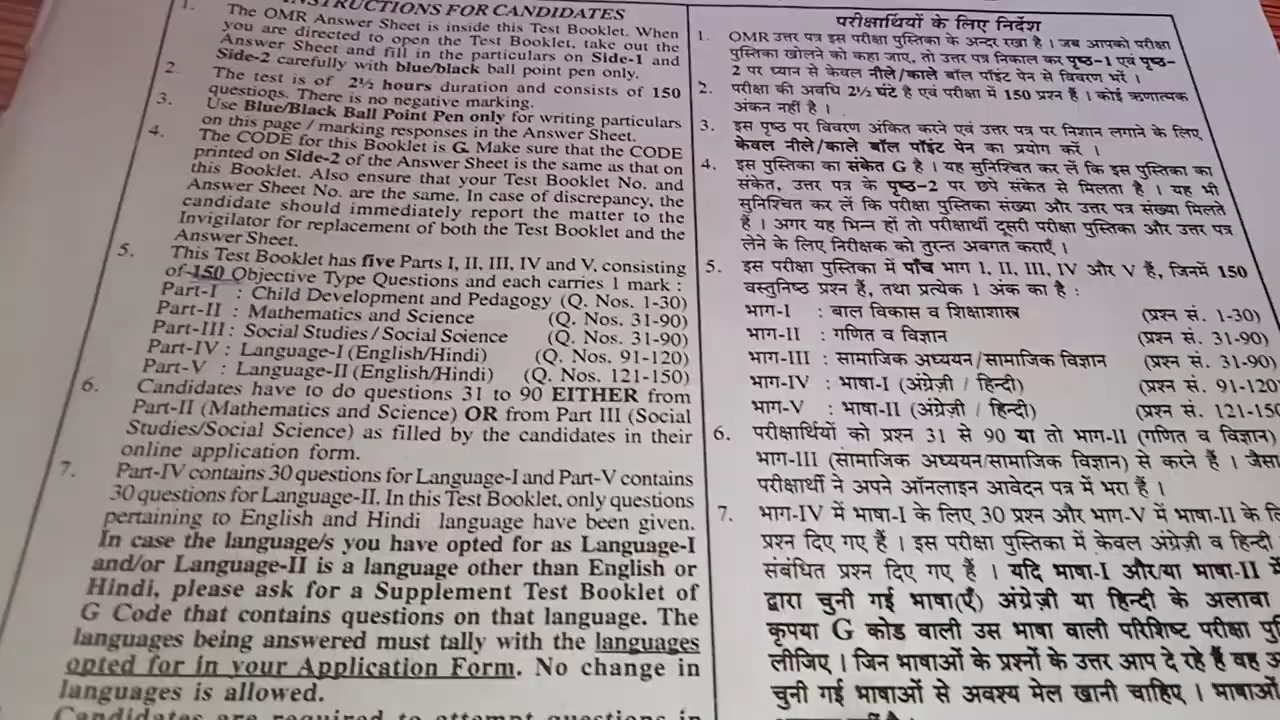 INSTRUCTIONS FOR CANDIDATES
1. The OMR Answer Sheet is inside this Test Booklet. When
you are directed to open the Test Booklet, take out the
Answer Sheet and fill in the particulars on Side-1 and
Side-2 carefully with blue/black ball point pen only.
2. The test is of 2½ hours duration and consists of 150
questions. There is no negative marking.
3. Use Blue/Black Ball Point Pen only for writing particulars
on this page / marking responses in the Answer Sheet.
4. The CODE for this Booklet is G. Make sure that the CODE
printed on Side-2 of the Answer Sheet is the same as that on
this Booklet. Also ensure that your Test Booklet No. and
Answer Sheet No. are the same. In case of discrepancy, the
candidate should immediately report the matter to the
Invigilator for replacement of both the Test Booklet and the
Answer Sheet.
5. This Test Booklet has five Parts I, II, III, IV and V, consisting
of 150 Objective Type Questions and each carries 1 mark :
Part-I : Child Development and Pedagogy (Q. Nos. 1-30)
Part-II : Mathematics and Science (Q. Nos. 31-90)
Part-III : Social Studies / Social Science (Q. Nos. 31-90)
Part-IV : Language-I (English/Hindi) (Q. Nos. 91-120)
Part-V : Language-II (English/Hindi) (Q. Nos. 121-150)
6. Candidates have to do questions 31 to 90 EITHER from
Part-II (Mathematics and Science) OR from Part III (Social
Studies/Social Science) as filled by the candidates in their
online application form.
7. Part-IV contains 30 questions for Language-I and Part-V contains
30 questions for Language-II. In this Test Booklet, only questions
pertaining to English and Hindi language have been given.
In case the language/s you have opted for as Language-I
and/or Language-II is a language other than English or
Hindi, please ask for a Supplement Test Booklet of
G Code that contains questions on that language. The
languages being answered must tally with the languages
opted for in your Application Form. No change in
languages is allowed.
Candidates are required to attempt questions in
परीक्षार्थियों के लिए निर्देश
1. OMR उत्तर पत्र इस परीक्षा पुस्तिका के अन्दर रखा है । जब आपको परीक्षा
पुस्तिका खोलने को कहा जाए, तो उत्तर पत्र निकाल कर पृष्ठ-1 एवं पृष्ठ-
2 पर ध्यान से केवल नीले/काले बॉल पॉइंट पेन से विवरण भरें ।
2. परीक्षा की अवधि 2½ घंटे है एवं परीक्षा में 150 प्रश्न हैं । कोई ऋणात्मक
अंकन नहीं है ।
3. इस पृष्ठ पर विवरण अंकित करने एवं उत्तर पत्र पर निशान लगाने के लिए
केवल नीले/काले बॉल पॉइंट पेन का प्रयोग करें ।
4. इस पुस्तिका का संकेत G है । यह सुनिश्चित कर लें कि इस पुस्तिका का
संकेत, उत्तर पत्र के पृष्ठ-2 पर छपे संकेत से मिलता है । यह भी
सुनिश्चित कर लें कि परीक्षा पुस्तिका संख्या और उत्तर पत्र संख्या मिलते
हैं । अगर यह भिन्न हों तो परीक्षार्थी दूसरी परीक्षा पुस्तिका और उत्तर पत्र
लेने के लिए निरीक्षक को तुरन्त अवगत कराएँ ।
5. इस परीक्षा पुस्तिका में पाँच भाग I, II, III, IV और V हैं, जिनमें 150
वस्तुनिष्ठ प्रश्न हैं, तथा प्रत्येक 1 अंक का है :
भाग-I : बाल विकास व शिक्षाशास्त्र (प्रश्न सं. 1-30)
भाग-II : गणित व विज्ञान (प्रश्न सं. 31-90)
भाग-III : सामाजिक अध्ययन/सामाजिक विज्ञान (प्रश्न सं. 31-90)
भाग-IV : भाषा-I (अंग्रेज़ी / हिन्दी) (प्रश्न सं. 91-120
भाग-V : भाषा-II (अंग्रेज़ी / हिन्दी) (प्रश्न सं. 121-150
6. परीक्षार्थियों को प्रश्न 31 से 90 या तो भाग-II (गणित व विज्ञान)
भाग-III (सामाजिक अध्ययन/सामाजिक विज्ञान) से करने हैं । जैसा
परीक्षार्थी ने अपने ऑनलाइन आवेदन पत्र में भरा है ।
7. भाग-IV में भाषा-I के लिए 30 प्रश्न और भाग-V में भाषा-II के
प्रश्न दिए गए हैं । इस परीक्षा पुस्तिका में केवल अंग्रेज़ी व हिन्दी
संबंधित प्रश्न दिए गए हैं । यदि भाषा-I और/या भाषा-II में
द्वारा चुनी गई भाषा(एँ) अंग्रेज़ी या हिन्दी के अलावा
कृपया G कोड वाली उस भाषा वाली परिशिष्ट परीक्षा
लीजिए । जिन भाषाओं के प्रश्नों के उत्तर आप दे रहे हैं वह
चुनी गई भाषाओं से अवश्य मेल खानी चाहिए । भाषाओं